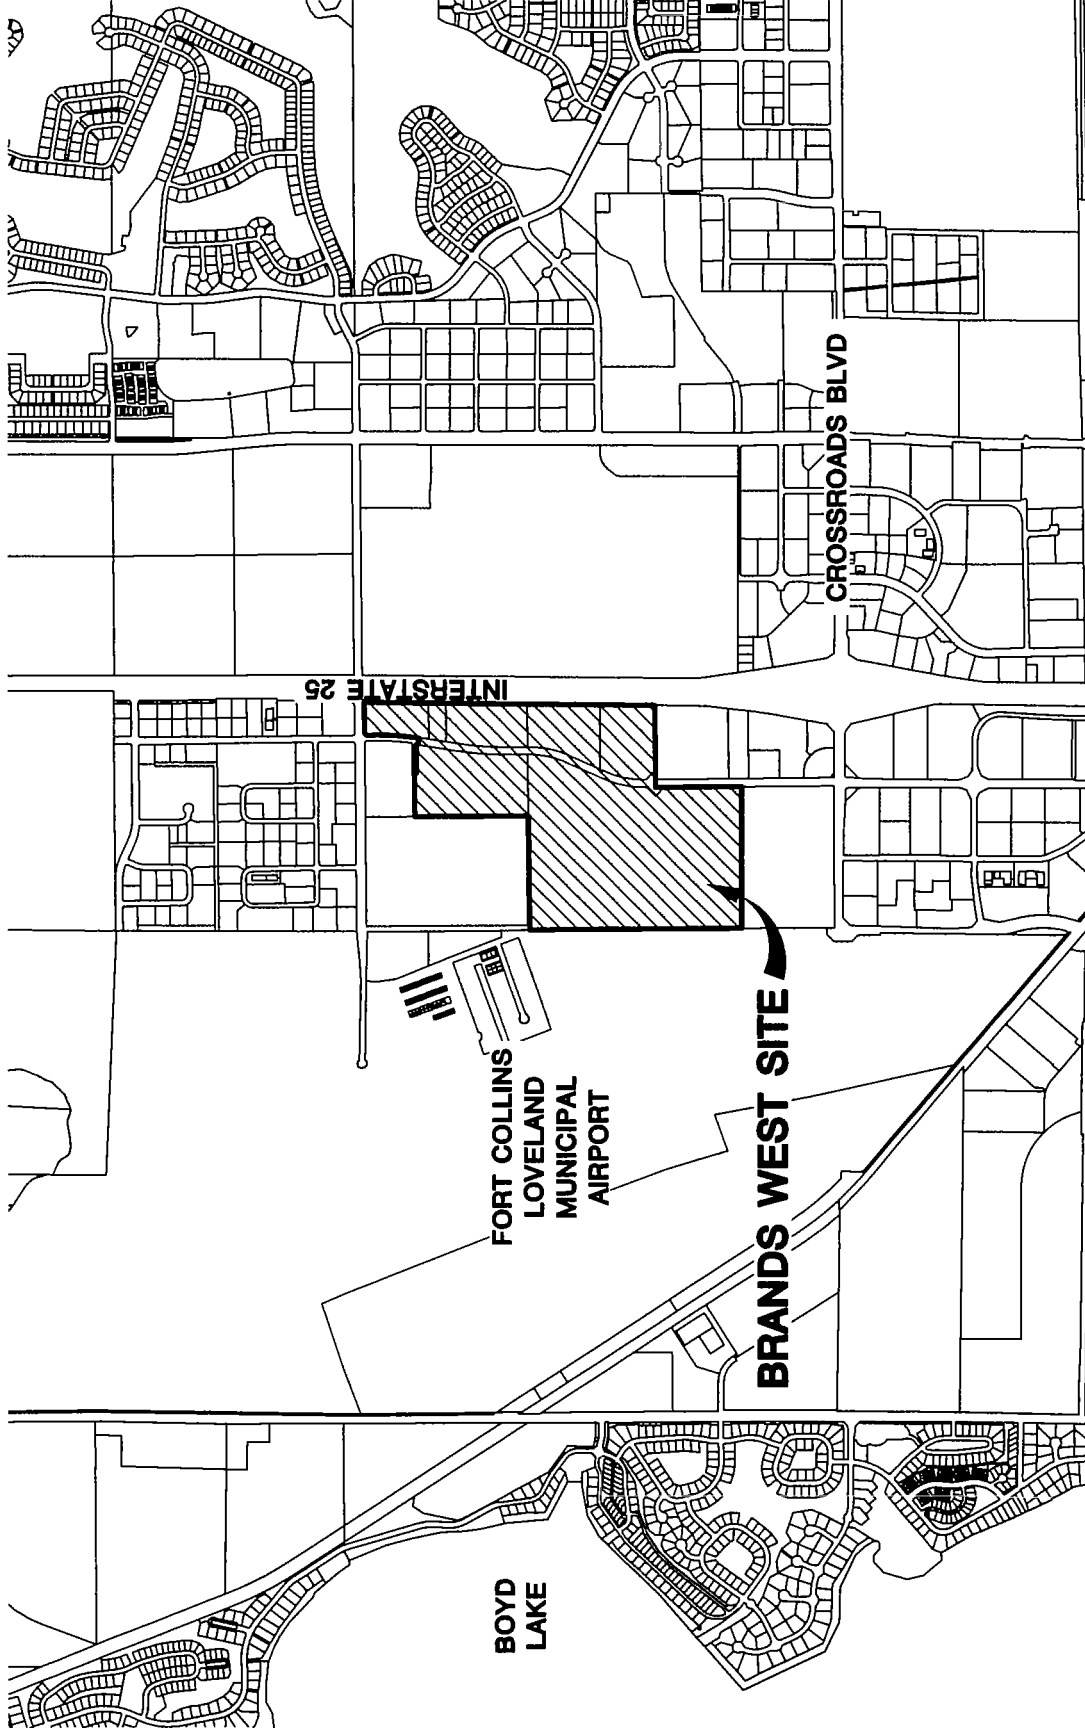 INTERSTATE 25
CROSSROADS BLVD
FORT COLLINS
LOVELAND
MUNICIPAL
AIRPORT
BRANDS WEST SITE
BOYD
LAKE